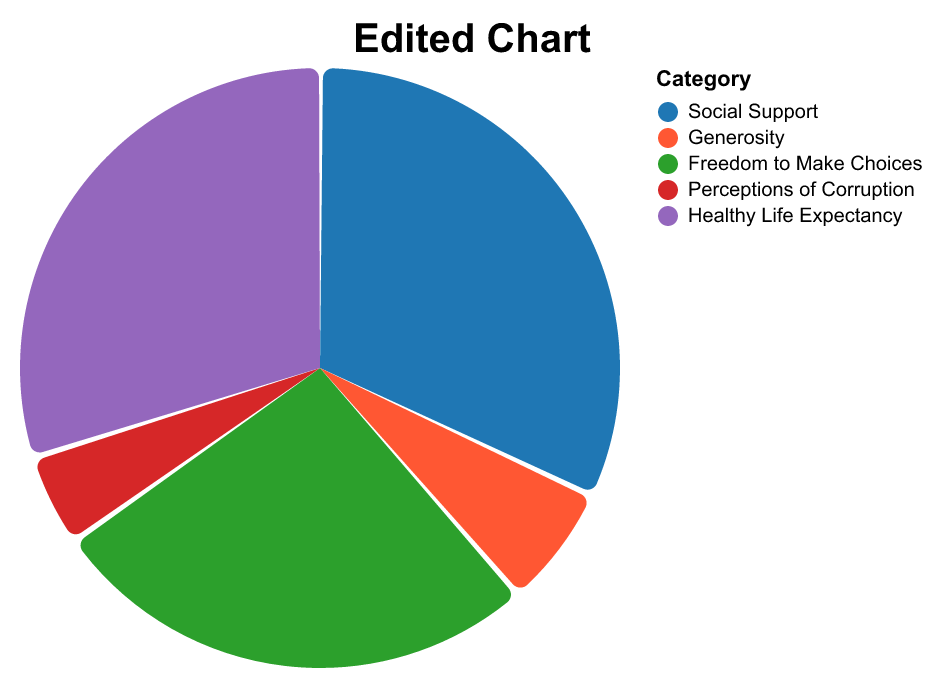 Edited Chart
Category
Social Support
Generosity
Freedom to Make Choices
Perceptions of Corruption
Healthy Life Expectancy